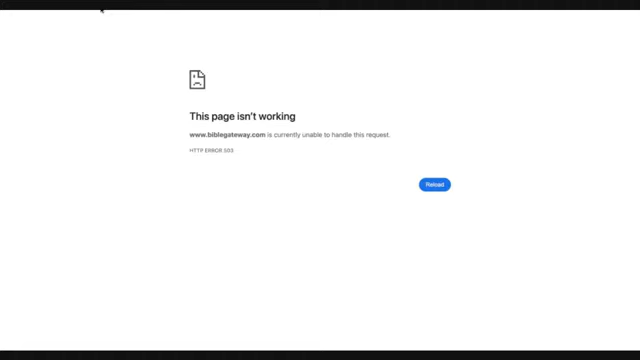 This page isn't working
www.biblegateway.com is currently unable to handle this request.
HTTP ERROR 503
Reload